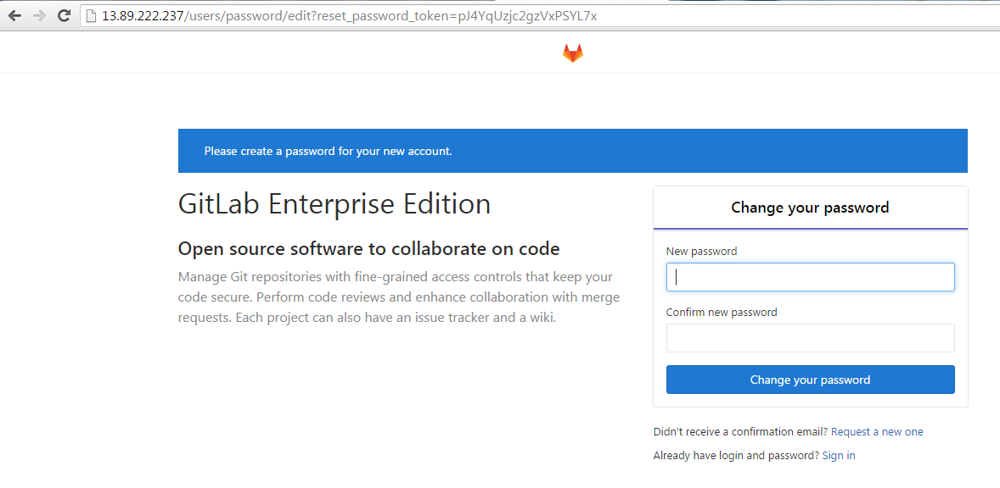 13.89.222.237/users/password/edit?reset_password_token=pJ4YqUzjc2gzVxPSYL7x
Please create a password for your new account.
GitLab Enterprise Edition
Open source software to collaborate on code
Manage Git repositories with fine-grained access controls that keep your
code secure. Perform code reviews and enhance collaboration with merge
requests. Each project can also have an issue tracker and a wiki.
Change your password
New password
Confirm new password
Change your password
Didn't receive a confirmation email? Request a new one
Already have login and password? Sign in